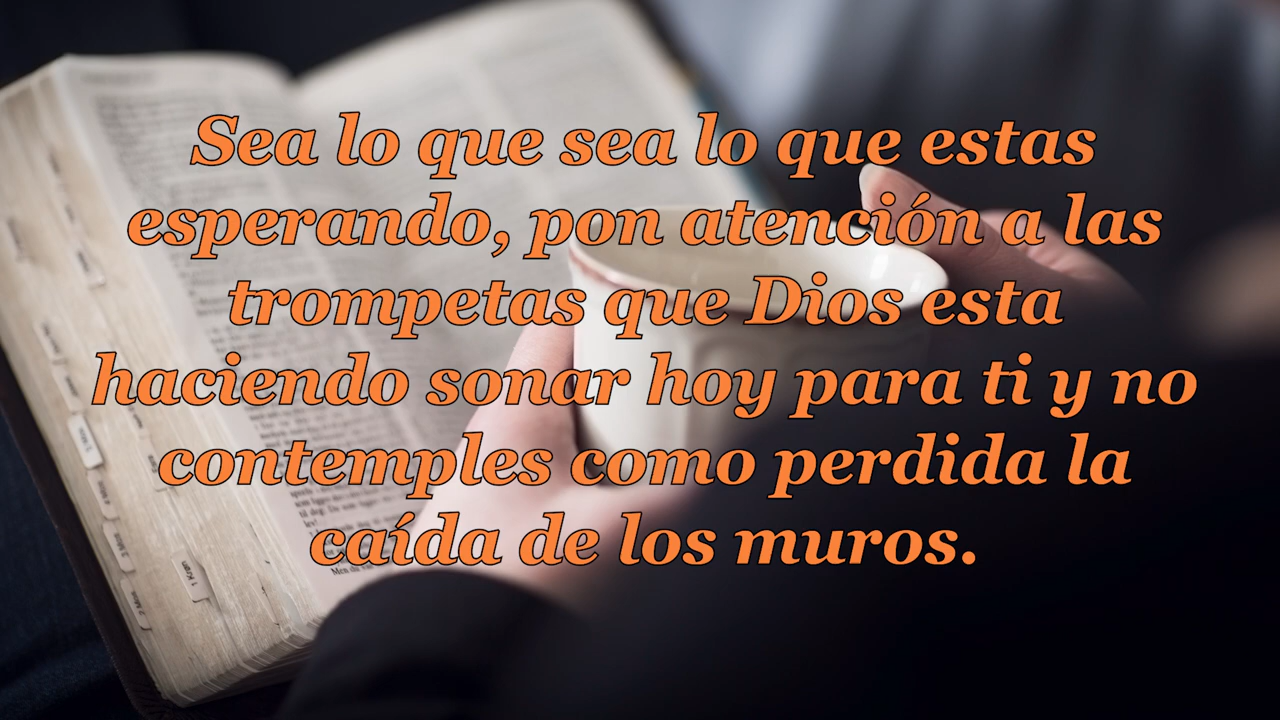 Sea lo que sea lo que estas
esperando, pon atención a las
trompetas que Dios esta
haciendo sonar hoy para ti y no
contemples como perdida la
caída de los muros.